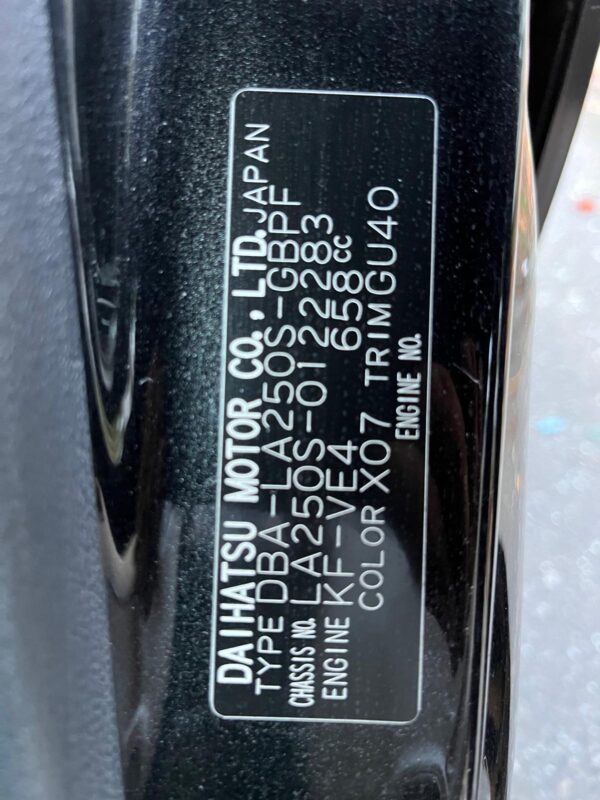 DAIHATSU MOTOR CO., LTD. JAPAN
TYPE DBA-LA250S-GBPF
CHASSIS NO. LA250S-0122283
ENGINE KF-VE4 658CC
COLOR X07 TRIM GU40
ENGINE NO.